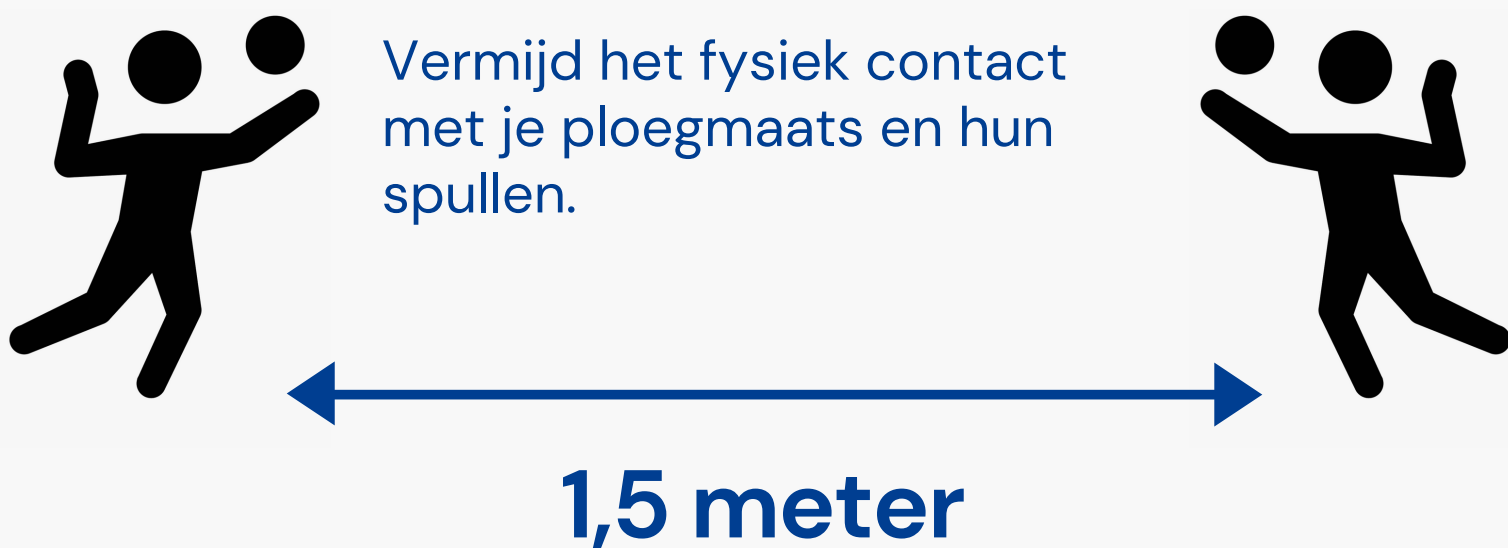 Vermijd het fysiek contact
met je ploegmaats en hun
spullen.
1,5 meter